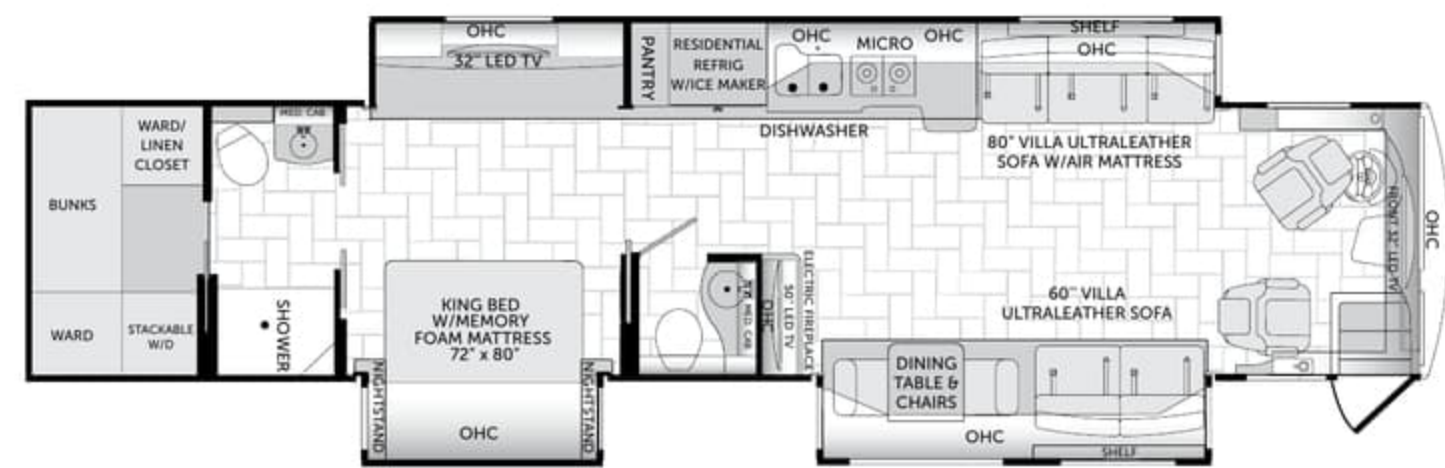 OHC
32" LED TV
PANTRY
RESIDENTIAL
REFRIG
W/ICE MAKER
OHC
MICRO
OHC
DISHWASHER
SHELF
OHC
80" VILLA ULTRALEATHER
SOFA W/AIR MATTRESS
BUNKS
WARD/
LINEN
CLOSET
MED. CAB
WARD
STACKABLE
W/D
SHOWER
KING BED
W/MEMORY
FOAM MATTRESS
72" x 80"
NIGHTSTAND
NIGHTSTAND
OHC
MED. CAB
OHC
50" LED TV
ELECTRIC FIREPLACE
60" VILLA
ULTRALEATHER SOFA
DINING
TABLE &
CHAIRS
OHC
SHELF
FRONT 32" LED TV
OHC